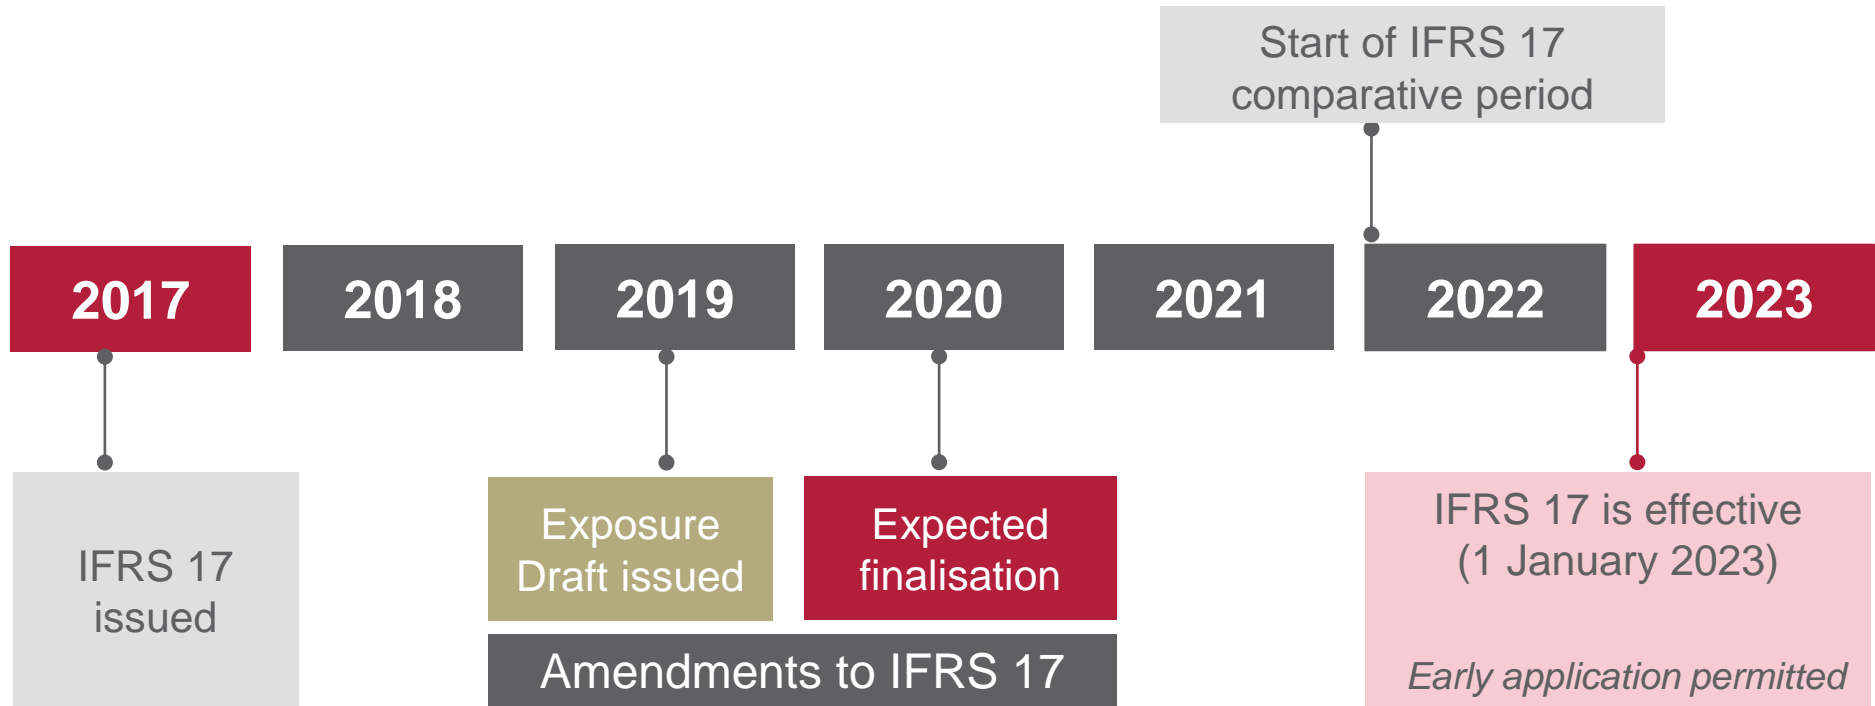 Start of IFRS 17
comparative period
2017
2018
2019
2020
2021
2022
2023
IFRS 17
issued
Exposure
Draft issued
Expected
finalisation
Amendments to IFRS 17
IFRS 17 is effective
(1 January 2023)
Early application permitted